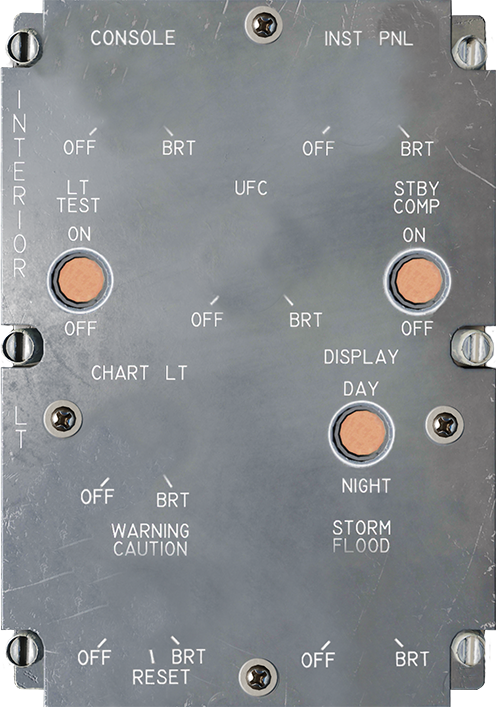 CONSOLE
INST PNL
INTERIOR
OFF BRT
OFF BRT
LT
TEST
UFC
STBY
COMP
ON
ON
OFF
OFF BRT
OFF
CHART LT
DISPLAY
DAY
LT
NIGHT
OFF BRT
WARNING
CAUTION
STORM
FLOOD
OFF BRT
RESET
OFF BRT